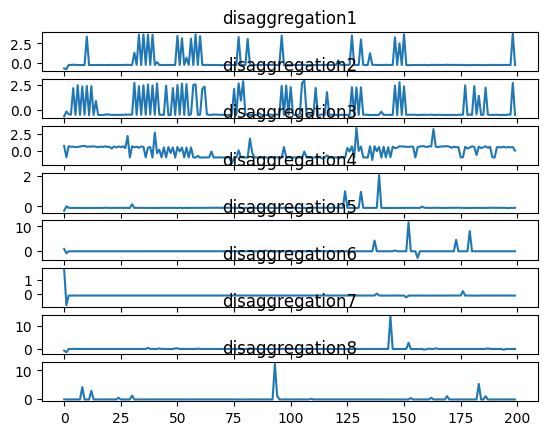 disaggregation1
2.5
0.0
disaggregation2
2.5
0.0
disaggregation3
2.5
0.0
disaggregation4
2
0
disaggregation5
10
0
disaggregation6
1
0
disaggregation7
10
0
disaggregation8
10
0
0 25 50 75 100 125 150 175 200